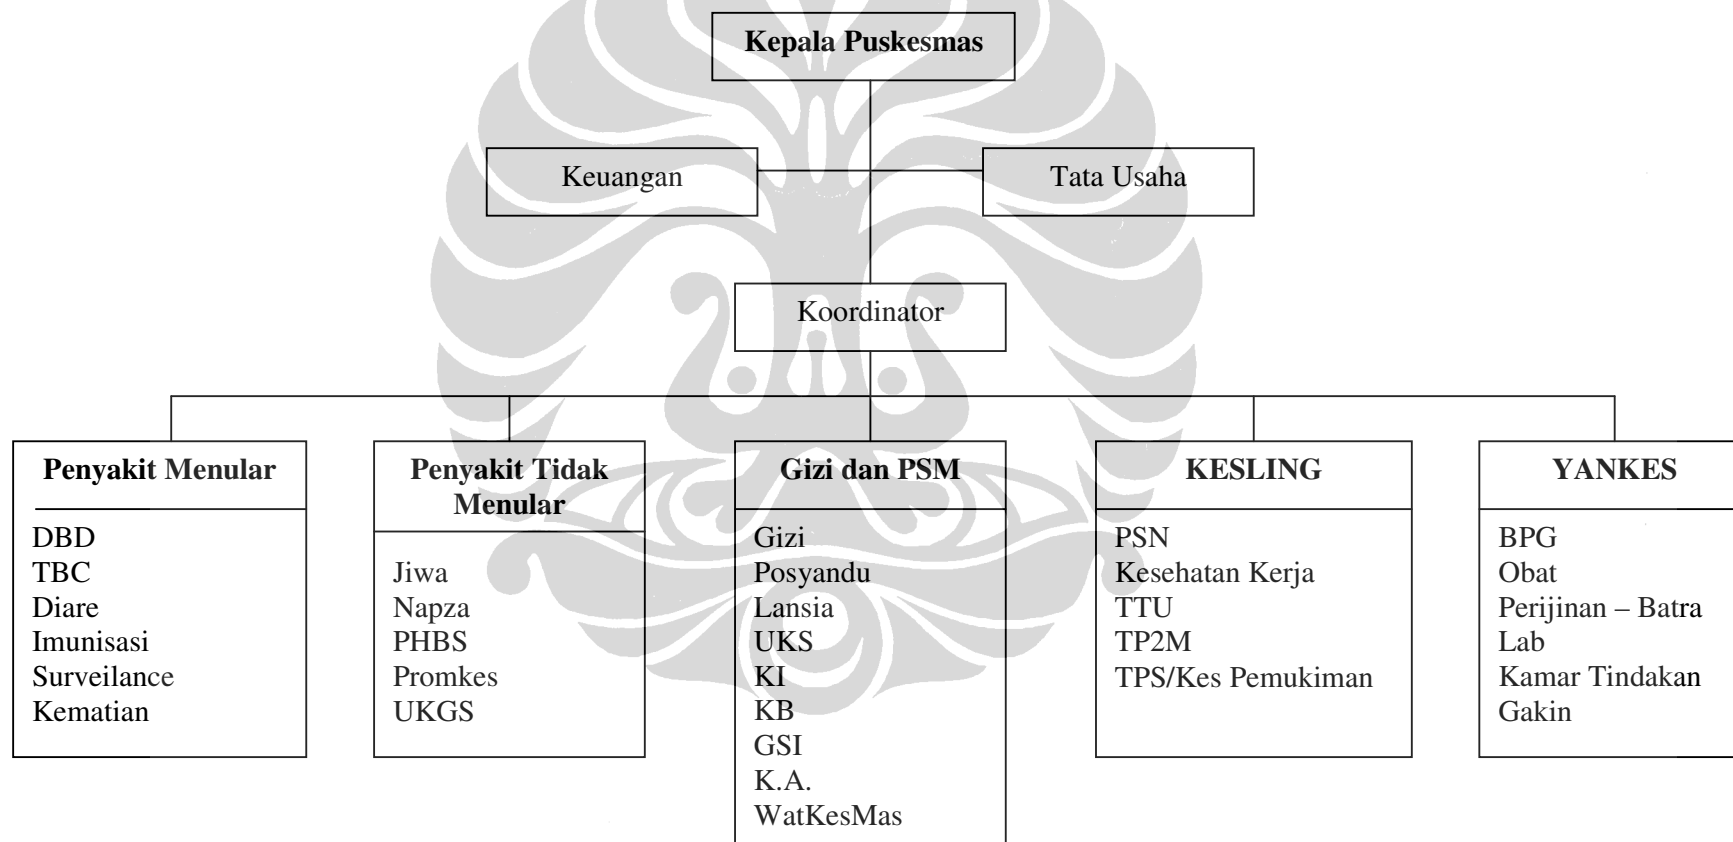 Kepala Puskesmas
Keuangan
Tata Usaha
Koordinator
Penyakit Menular
DBD
TBC
Diare
Imunisasi
Surveilance
Kematian
Penyakit Tidak
Menular
Jiwa
Napza
PHBS
Promkes
UKGS
Gizi dan PSM
Gizi
Posyandu
Lansia
UKS
KI
KB
GSI
K.A.
WatKesMas
KESLING
PSN
Kesehatan Kerja
TTU
TP2M
TPS/Kes Pemukiman
YANKES
BPG
Obat
Perijinan – Batra
Lab
Kamar Tindakan
Gakin